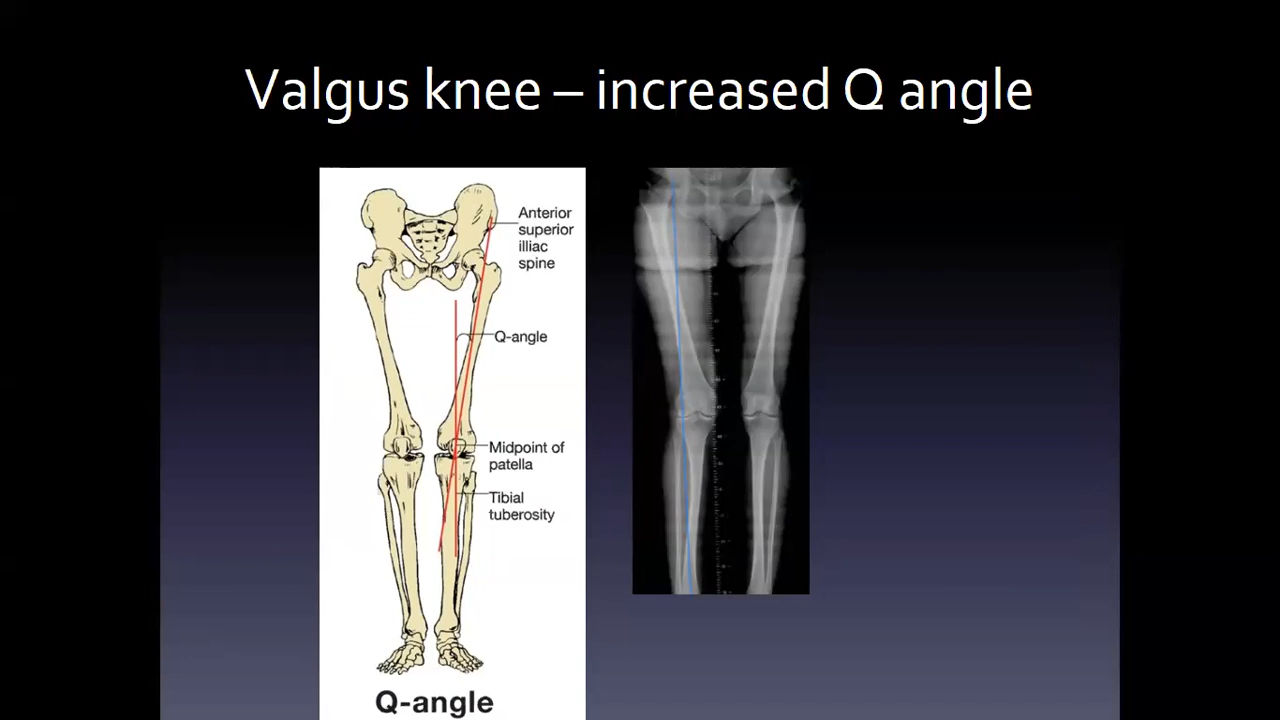 Valgus knee – increased Q angle
Anterior
superior
illiac
spine
Q-angle
Midpoint of
patella
Tibial
tuberosity
Q-angle